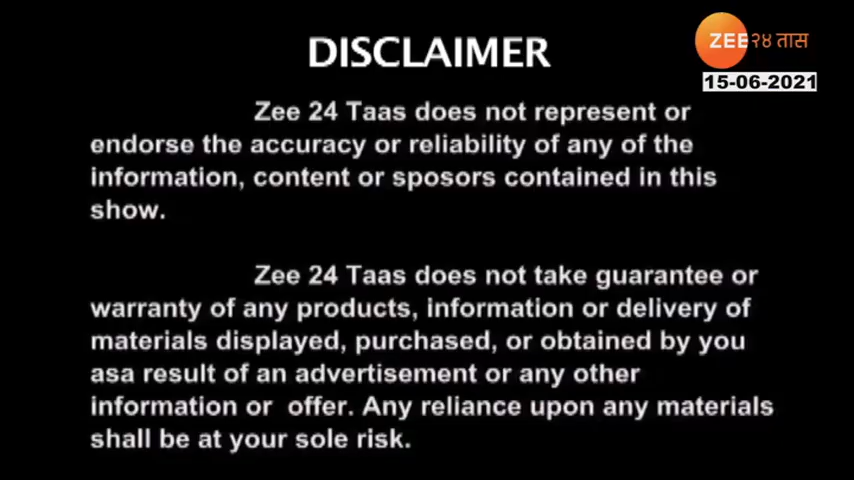 DISCLAIMER
ZEE २४ तास
15-06-2021
Zee 24 Taas does not represent or
endorse the accuracy or reliability of any of the
information, content or sposors contained in this
show.
Zee 24 Taas does not take guarantee or
warranty of any products, information or delivery of
materials displayed, purchased, or obtained by you
asa result of an advertisement or any other
information or  offer. Any reliance upon any materials
shall be at your sole risk.